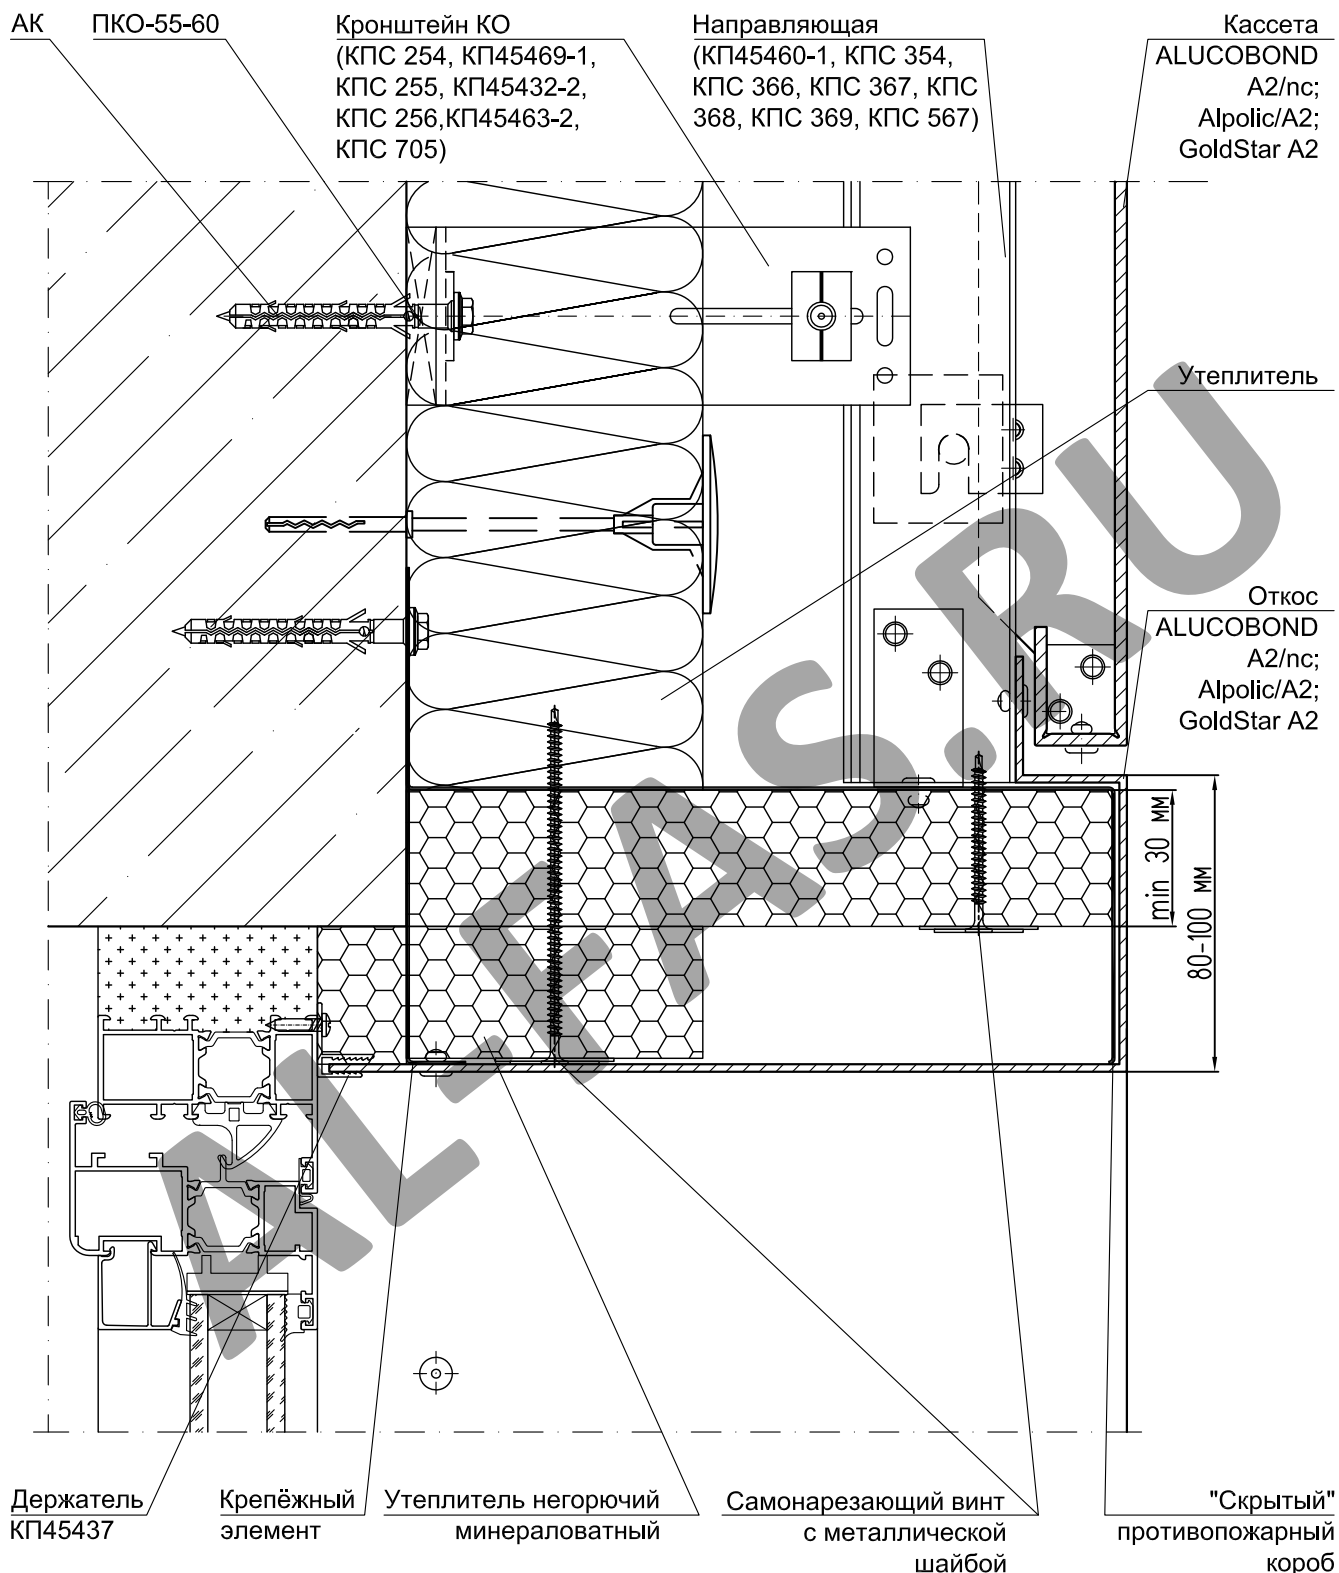 АК
ПКО-55-60
Кронштейн КО
(КПС 254, КП45469-1,
КПС 255, КП45432-2,
КПС 256,КП45463-2,
КПС 705)
Направляющая
(КП45460-1, КПС 354,
КПС 366, КПС 367, КПС
368, КПС 369, КПС 567)
Кассета
ALUCOBOND
A2/nc;
Alpolic/A2;
GoldStar A2
Утеплитель
Откос
ALUCOBOND
A2/nc;
Alpolic/A2;
GoldStar A2
min 30 мм
80-100 мм
AL-FAS.RU
Держатель
КП45437
Крепёжный
элемент
Утеплитель негорючий
минераловатный
Самонарезающий винт
с металлической
шайбой
"Скрытый"
противопожарный
короб